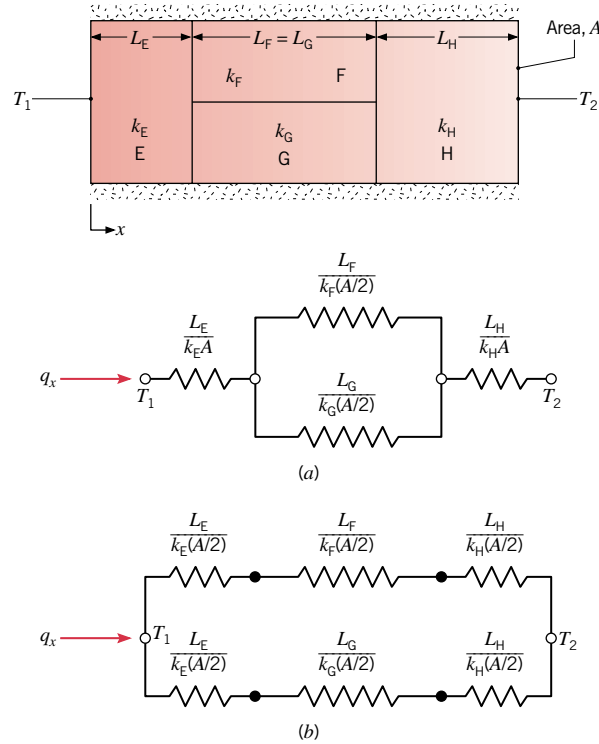 L_E L_F = L_G L_H Area, A
k_F F
T_1 T_2
k_E k_G k_H
E G H
x
L_F
k_F(A/2)
L_E L_H
k_EA k_HA
q_x T_1 L_G T_2
k_G(A/2)
(a)
L_E L_F L_H
k_E(A/2) k_F(A/2) k_H(A/2)
q_x T_1 T_2
L_E L_G L_H
k_E(A/2) k_G(A/2) k_H(A/2)
(b)